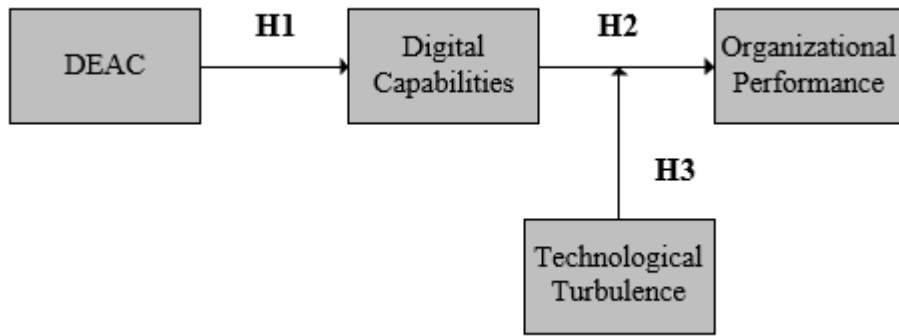 H1
H2
DEAC
Digital
Capabilities
Organizational
Performance
H3
Technological
Turbulence